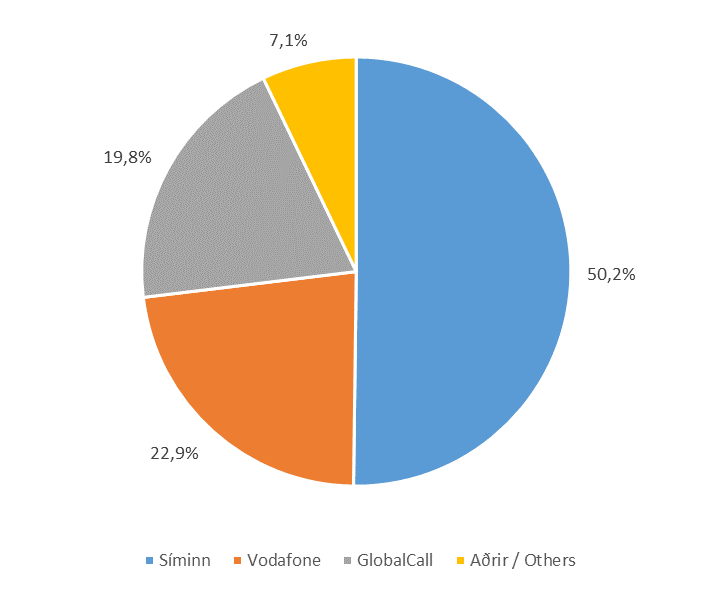 7,1%
19,8%
50,2%
22,9%
Síminn Vodafone GlobalCall Aðrir / Others